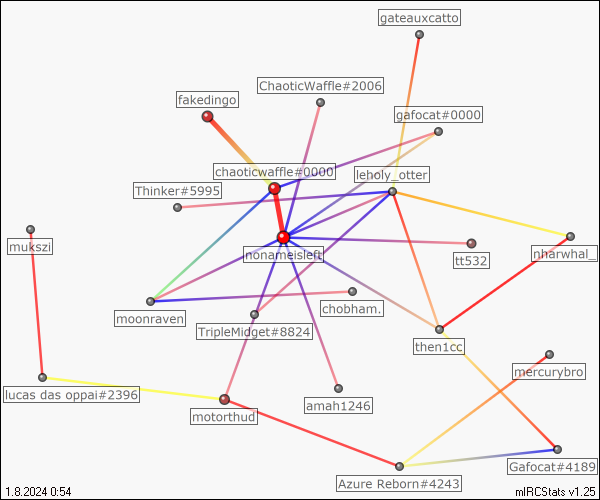 gateauxcatto
ChaoticWaffle#2006
fakedingo
gafocat#0000
chaoticwaffle#0000
leholy_otter
Thinker#5995
mukszi
nonameisleft
tt532
nharwhal_
moonraven
chobham.
TripleMidget#8824
then1cc
mercurybro
lucas das oppai#2396
amah1246
motorthud
Gafocat#4189
Azure Reborn#4243
1.8.2024 0:54
mIRCStats v1.25